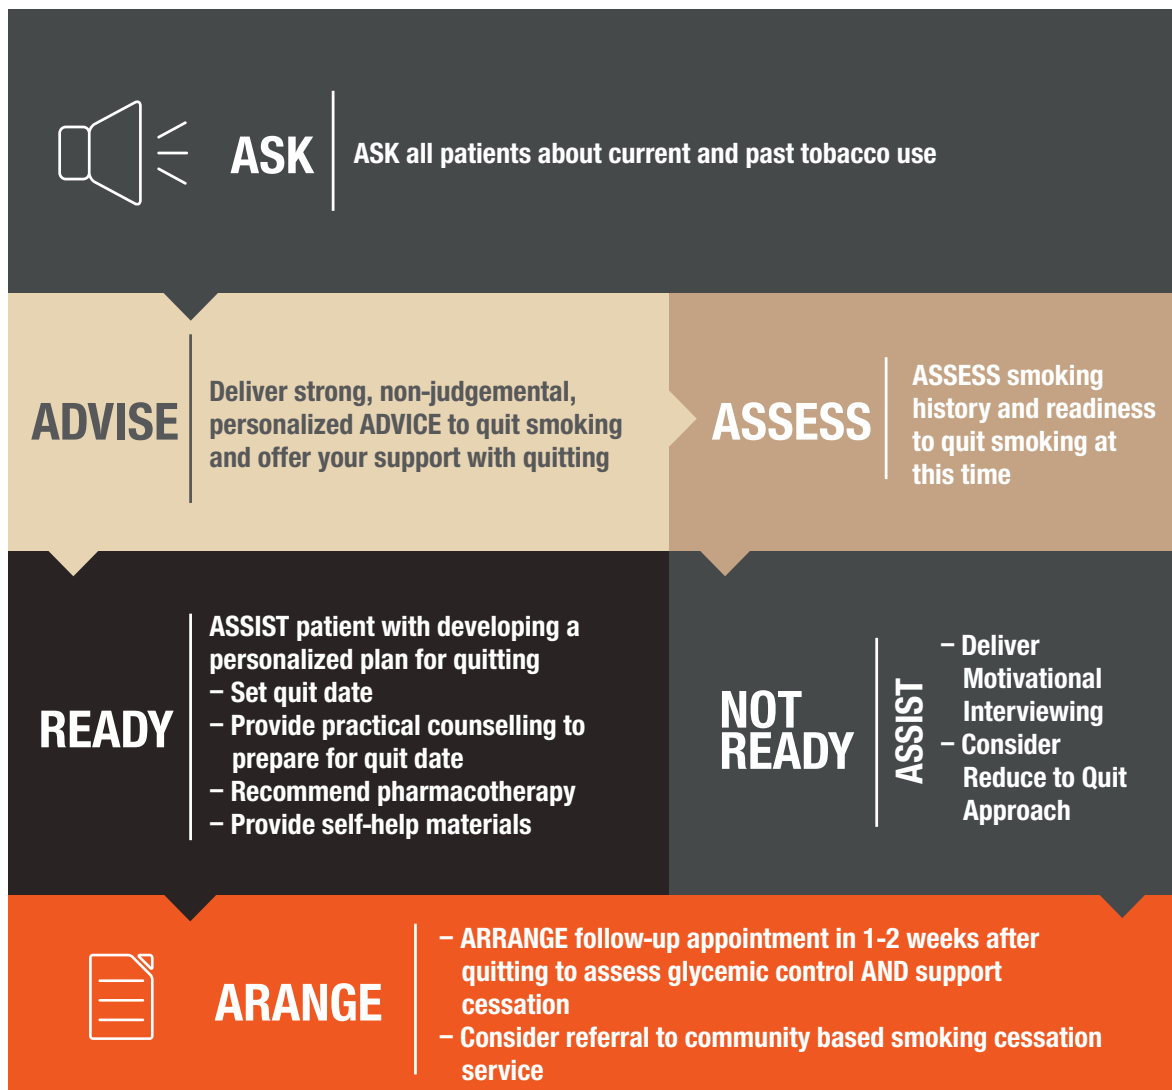 ASK
ASK all patients about current and past tobacco use
ADVISE
Deliver strong, non-judgemental,
personalized ADVICE to quit smoking
and offer your support with quitting
ASSESS
ASSESS smoking
history and readiness
to quit smoking at
this time
READY
ASSIST patient with developing a
personalized plan for quitting
– Set quit date
– Provide practical counselling to
prepare for quit date
– Recommend pharmacotherapy
– Provide self-help materials
NOT
READY
ASSIST
– Deliver
Motivational
Interviewing
– Consider
Reduce to Quit
Approach
ARANGE
– ARRANGE follow-up appointment in 1-2 weeks after
quitting to assess glycemic control AND support
cessation
– Consider referral to community based smoking cessation
service